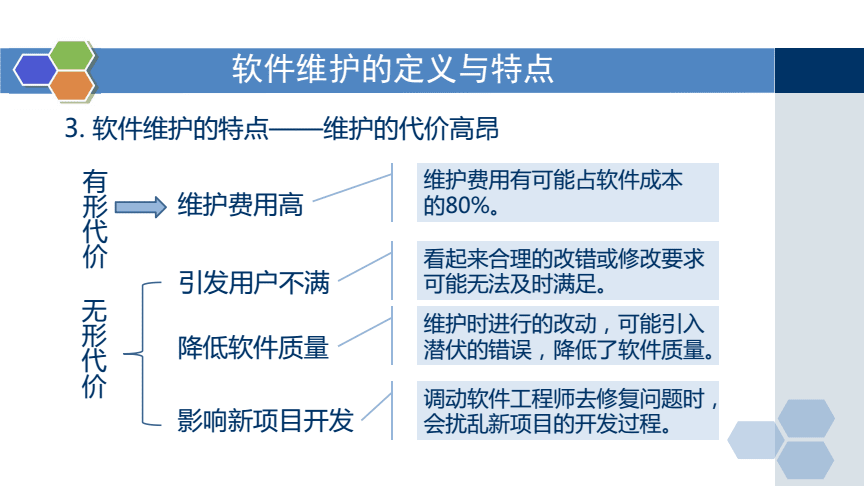 软件维护的定义与特点
3. 软件维护的特点——维护的代价高昂
有形代价
维护费用高
维护费用有可能占软件成本
的80%。
无形代价
引发用户不满
看起来合理的改错或修改要求
可能无法及时满足。
降低软件质量
维护时进行的改动，可能引入
潜伏的错误，降低了软件质量。
影响新项目开发
调动软件工程师去修复问题时，
会扰乱新项目的开发过程。